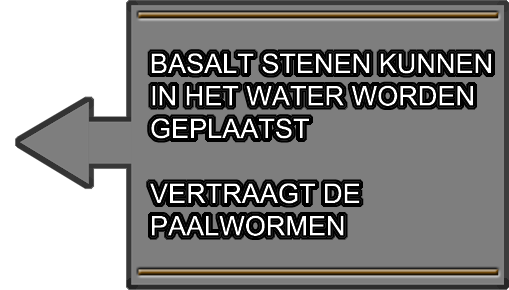 BASALT STENEN KUNNEN
IN HET WATER WORDEN
GEPLAATST
VERTRAAGT DE
PAALWORMEN